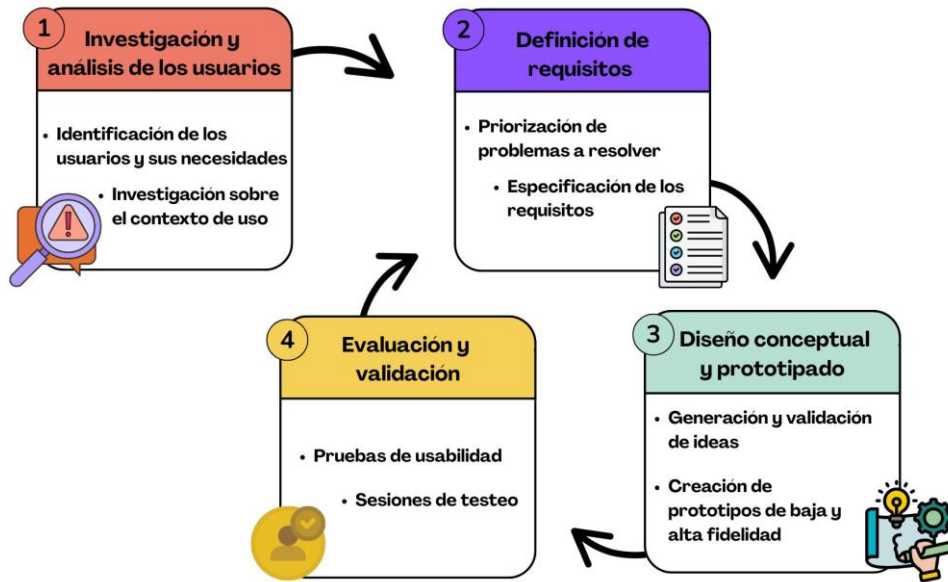 1
Investigación y
análisis de los usuarios
• Identificación de los
usuarios y sus necesidades
• Investigación sobre
el contexto de uso
2
Definición de
requisitos
• Priorización de
problemas a resolver
• Especificación de los
requisitos
3
Diseño conceptual
y prototipado
• Generación y validación
de ideas
• Creación de
prototipos de baja y
alta fidelidad
4
Evaluación y
validación
• Pruebas de usabilidad
• Sesiones de testeo